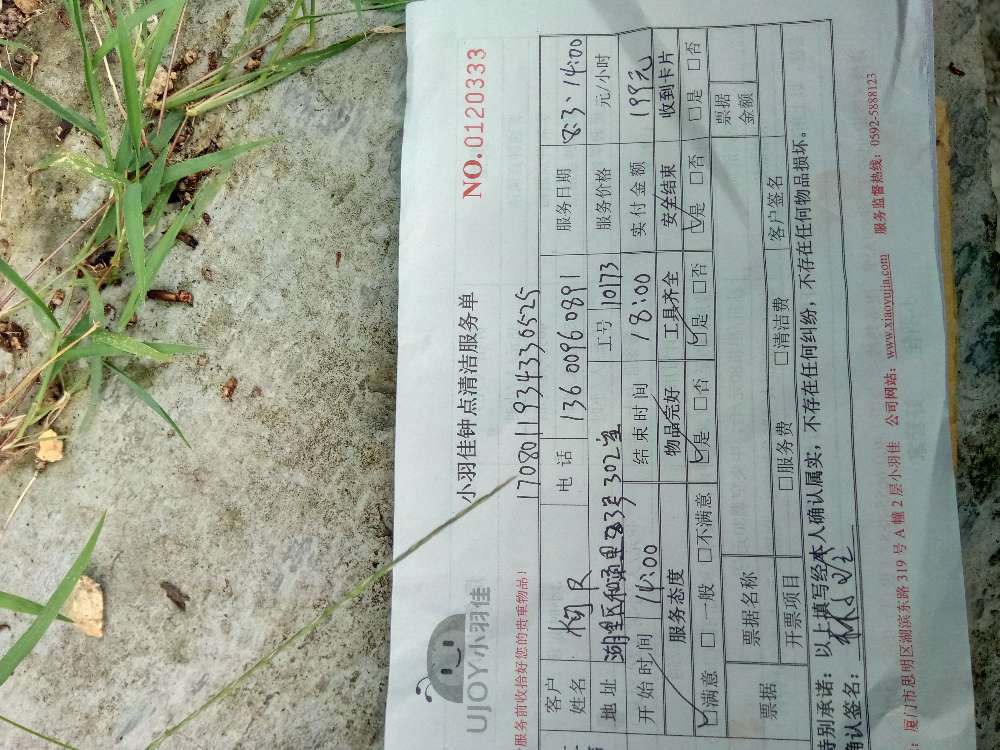 UJOY小羽佳
小羽佳钟点清洁服务单
NO.0120333
服务前收拾好您的贵重物品!
1708011934330525
客户姓名 电话 13600960891 服务日期 8.3、14:00
地址 湖里区和通里83号302室 工号 10173 服务价格 元/小时
开始时间 14:00 结束时间 18:00 实付金额 199元
服务态度 物品完好 工具齐全 安全结束 收到卡片
☑满意 □一般 □不满意 ☑是 □否 ☑是 □否 ☑是 □否 □是 □否
票据 票据名称 票据金额
开票项目 □服务费 □清洁费 客户签名
特别承诺: 以上填写经本人确认属实,不存在任何纠纷,不存在任何物品损坏。
确认签名:
: 厦门市思明区湖滨东路319号A幢2层小羽佳 公司网站: www.xiaoyujia.com 服务监督热线: 0592-5888123